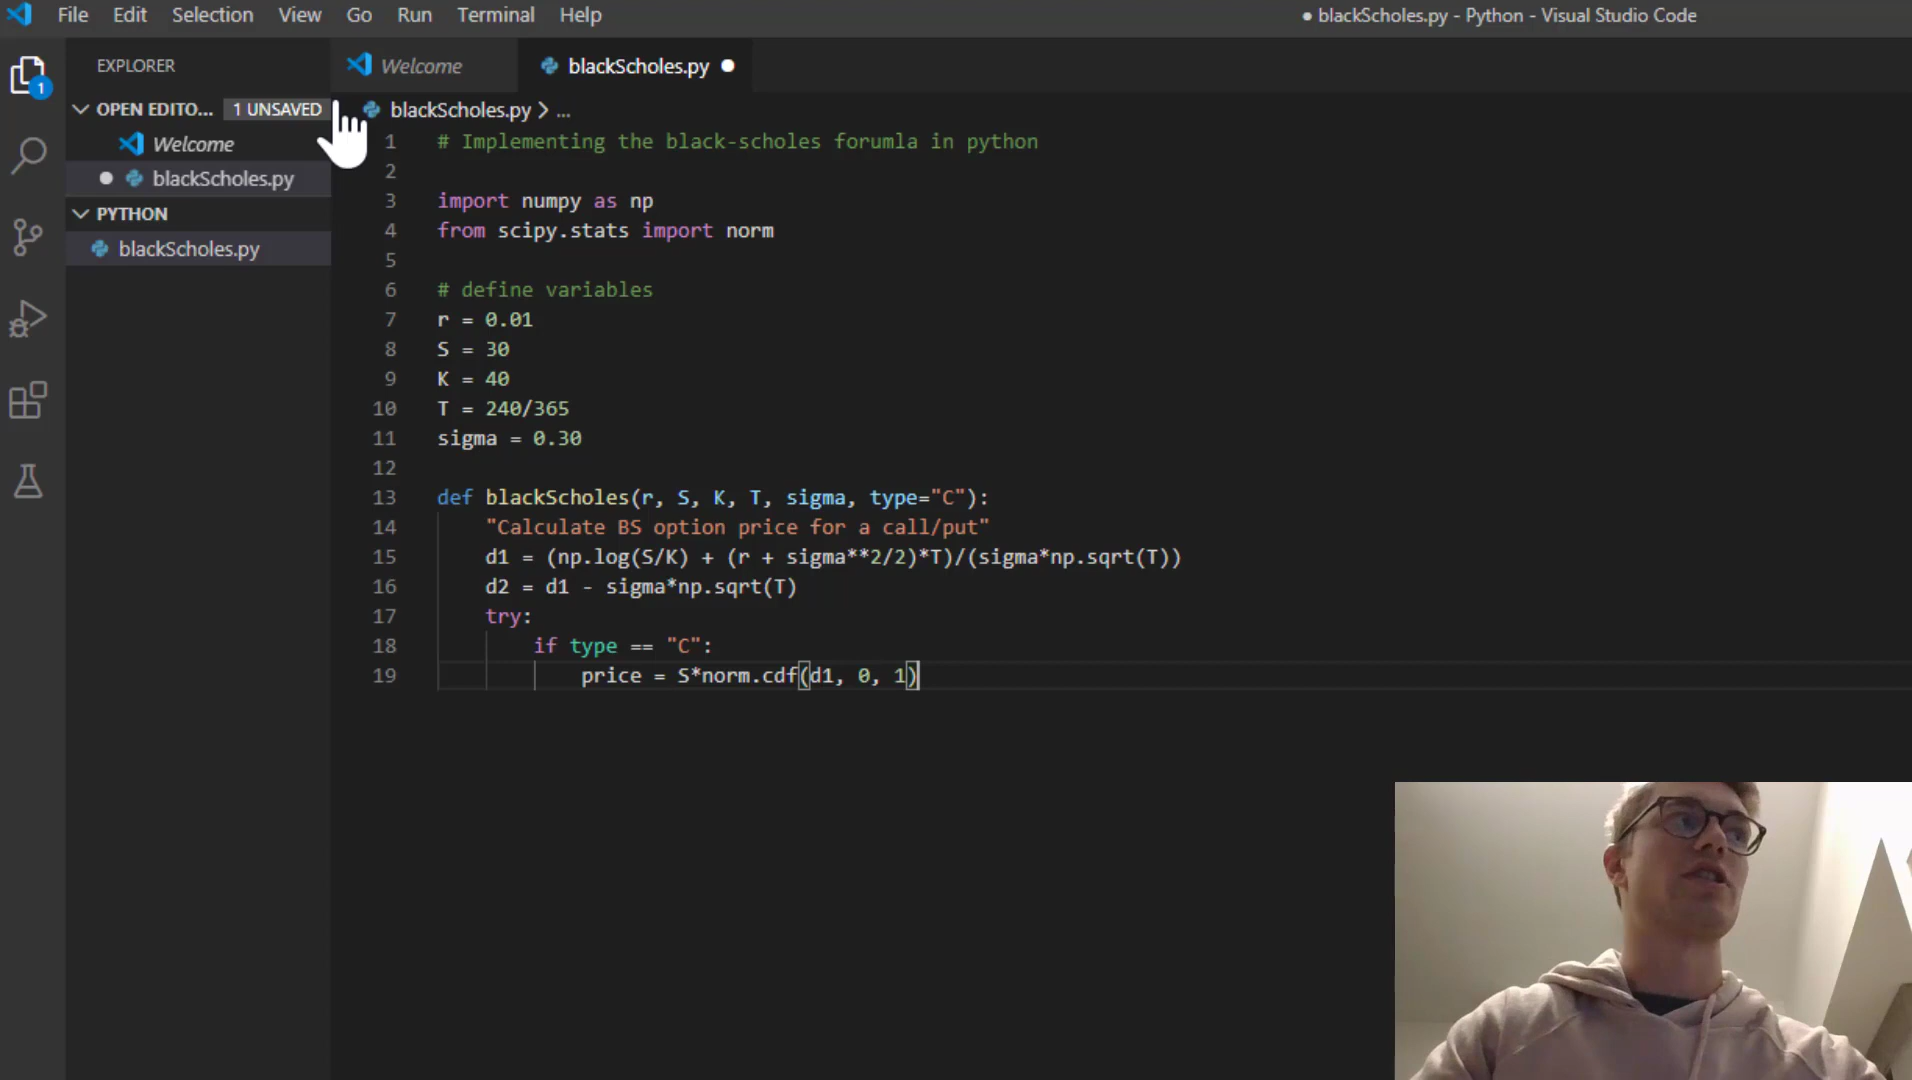 File Edit Selection View Go Run Terminal Help
● blackScholes.py - Python - Visual Studio Code
EXPLORER
Welcome
blackScholes.py
1
OPEN EDITO... 1 UNSAVED
Welcome
blackScholes.py
PYTHON
blackScholes.py
blackScholes.py > ...
1 # Implementing the black-scholes forumla in python
2
3 import numpy as np
4 from scipy.stats import norm
5
6 # define variables
7 r = 0.01
8 S = 30
9 K = 40
10 T = 240/365
11 sigma = 0.30
12
13 def blackScholes(r, S, K, T, sigma, type="C"):
14 "Calculate BS option price for a call/put"
15 d1 = (np.log(S/K) + (r + sigma**2/2)*T)/(sigma*np.sqrt(T))
16 d2 = d1 - sigma*np.sqrt(T)
17 try:
18 if type == "C":
19 price = S*norm.cdf(d1, 0, 1)